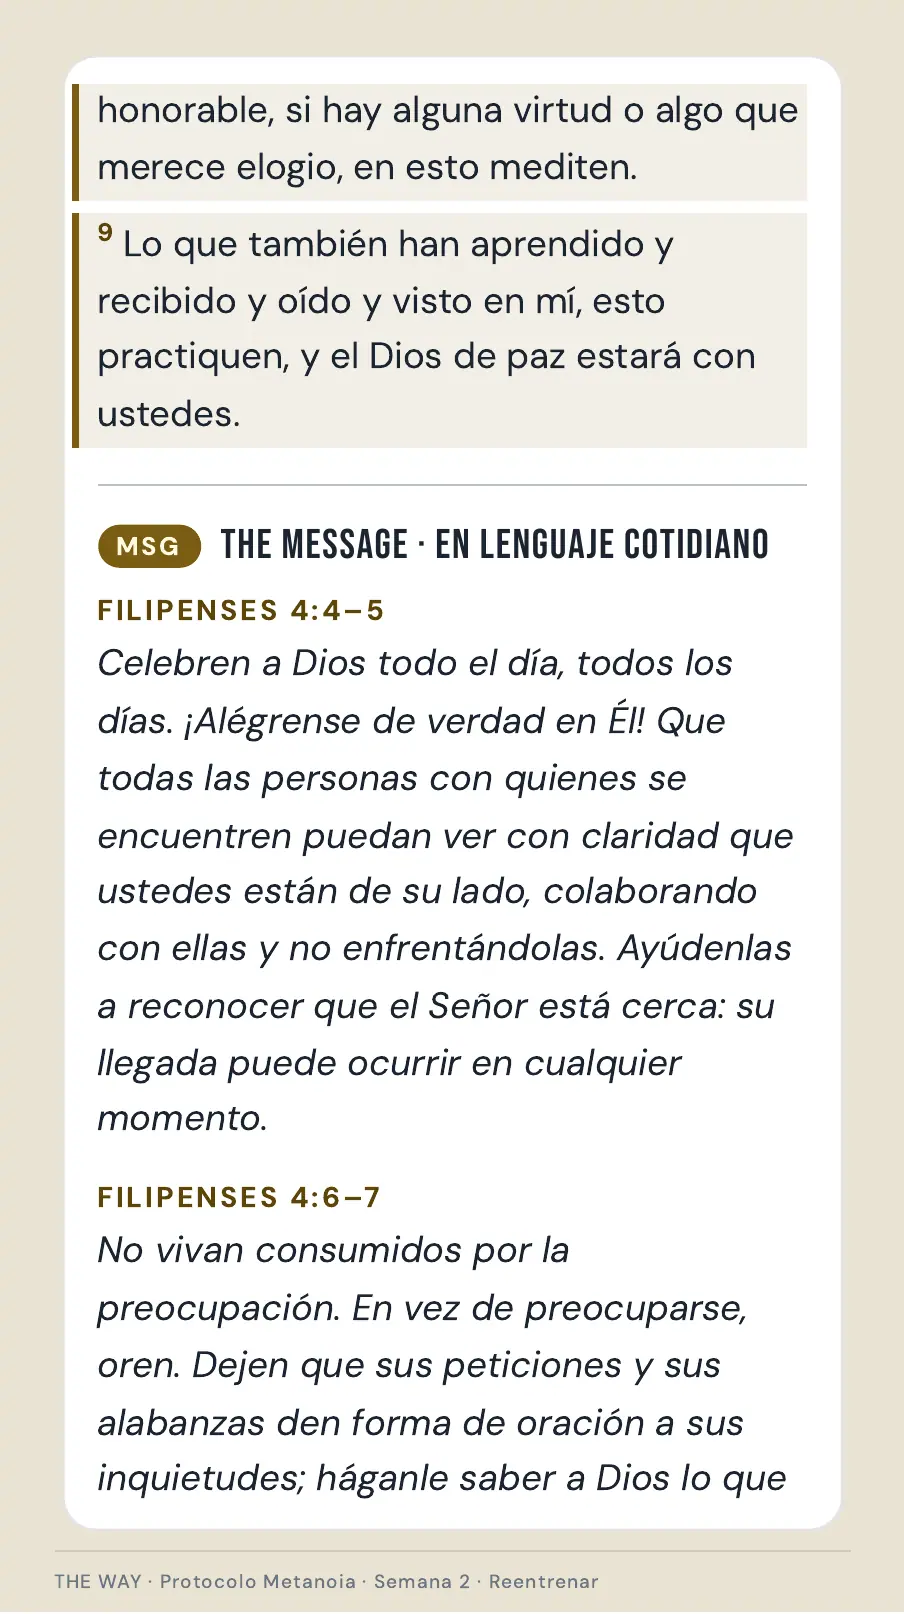 honorable, si hay alguna virtud o algo que
merece elogio, en esto mediten.
9 Lo que también han aprendido y
recibido y oído y visto en mí, esto
practiquen, y el Dios de paz estará con
ustedes.
MSG THE MESSAGE · EN LENGUAJE COTIDIANO
FILIPENSES 4:4–5
Celebren a Dios todo el día, todos los
días. ¡Alégrense de verdad en Él! Que
todas las personas con quienes se
encuentren puedan ver con claridad que
ustedes están de su lado, colaborando
con ellas y no enfrentándolas. Ayúdenlas
a reconocer que el Señor está cerca: su
llegada puede ocurrir en cualquier
momento.
FILIPENSES 4:6–7
No vivan consumidos por la
preocupación. En vez de preocuparse,
oren. Dejen que sus peticiones y sus
alabanzas den forma de oración a sus
inquietudes; háganle saber a Dios lo que
THE WAY · Protocolo Metanoia · Semana 2 · Reentrenar